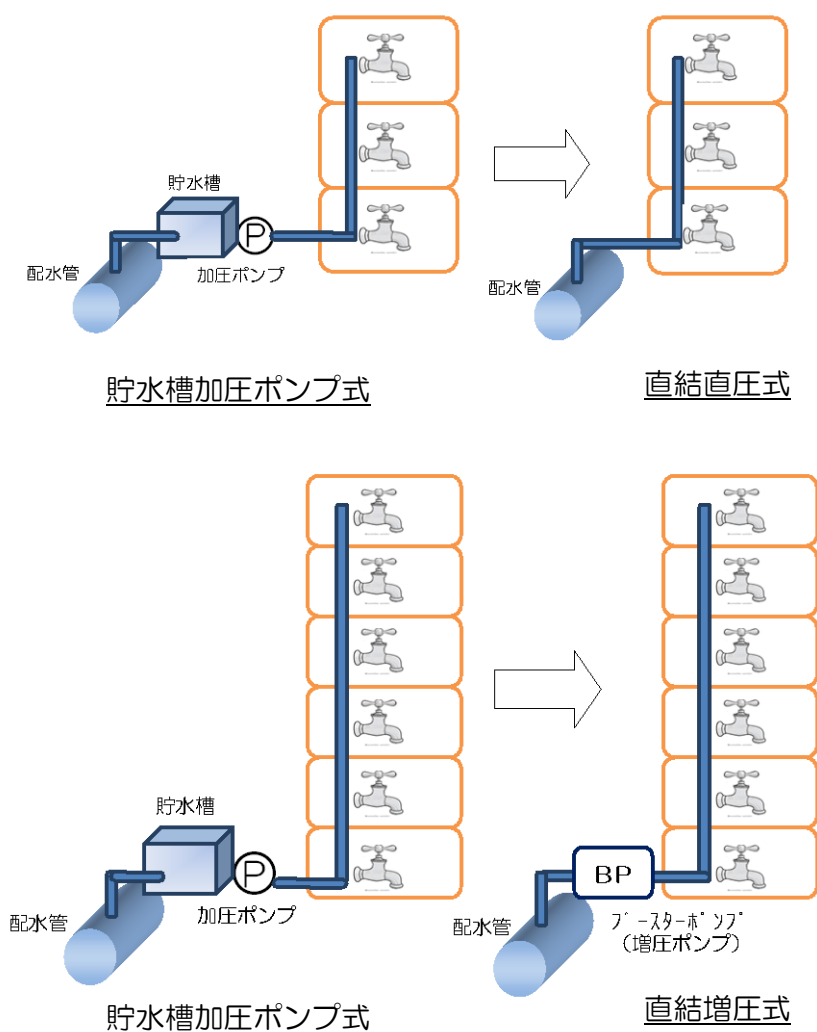 貯水槽
P
配水管
加圧ポンプ
配水管
貯水槽加圧ポンプ式
直結直圧式
貯水槽
P
BP
配水管
加圧ポンプ
配水管
ブースターポンプ
(増圧ポンプ)
貯水槽加圧ポンプ式
直結増圧式